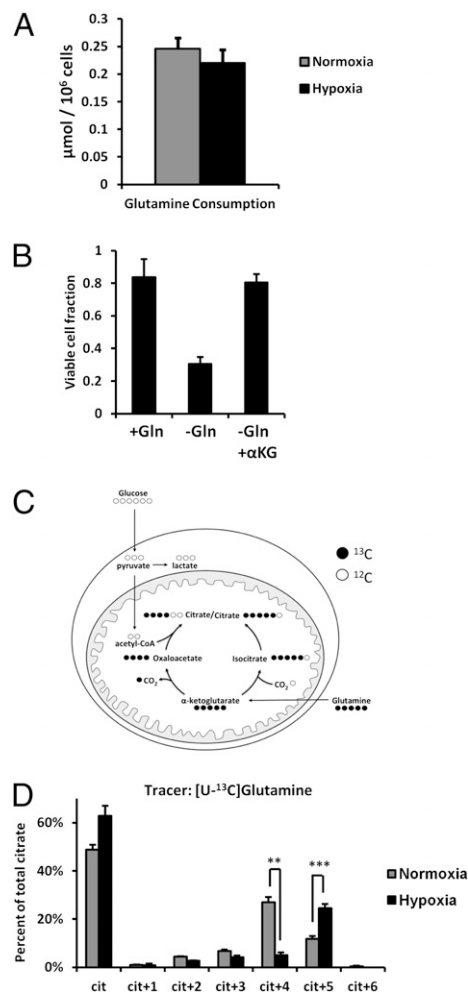 A
μmol / 10⁶ cells
0.3
0.25
0.2
0.15
0.1
0.05
0
Normoxia
Hypoxia
Glutamine Consumption
B
Viable cell fraction
1
0.8
0.6
0.4
0.2
0
+Gln
-Gln
-Gln
+αKG
C
Glucose
pyruvate
lactate
¹³C
¹²C
acetyl-CoA
Citrate/Citrate
Oxaloacetate
Isocitrate
CO₂
CO₂
α-ketoglutarate
Glutamine
D
Tracer: [U-¹³C]Glutamine
Percent of total citrate
60%
40%
20%
0%
**
***
Normoxia
Hypoxia
cit
cit+1
cit+2
cit+3
cit+4
cit+5
cit+6